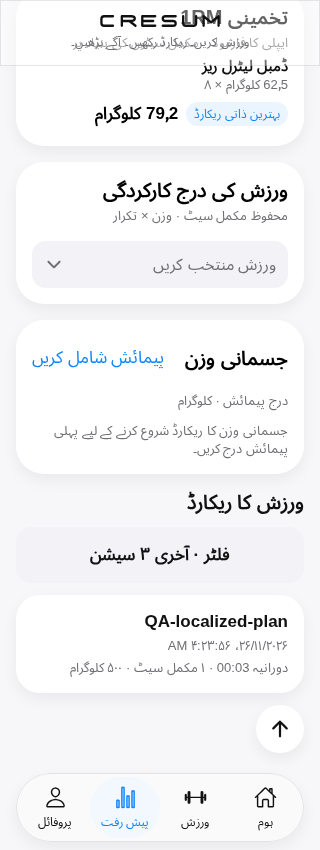 CRESUM
تخمینی 1RM
ورزش کریں، ریکارڈ رکھیں، آگے بڑھیں۔
ڈمبل لیٹرل ریز
62,5 کلوگرام × ۸
بہترین ذاتی ریکارڈ
79,2 کلوگرام
ورزش کی درج کارکردگی
محفوظ مکمل سیٹ · وزن × تکرار
ورزش منتخب کریں
جسمانی وزن
پیمائش شامل کریں
درج پیمائش · کلوگرام
جسمانی وزن کا ریکارڈ شروع کرنے کے لیے پہلی
پیمائش درج کریں۔
ورزش کا ریکارڈ
فلٹر · آخری ۳ سیشن
QA-localized-plan
۲۶/۱۱/۲۰۲۶، ۴:۲۳:۵۶ AM
دورانیہ 00:03 · ۱ مکمل سیٹ · ۵۰۰ کلوگرام
ہوم
ورزش
پیش رفت
پروفائل